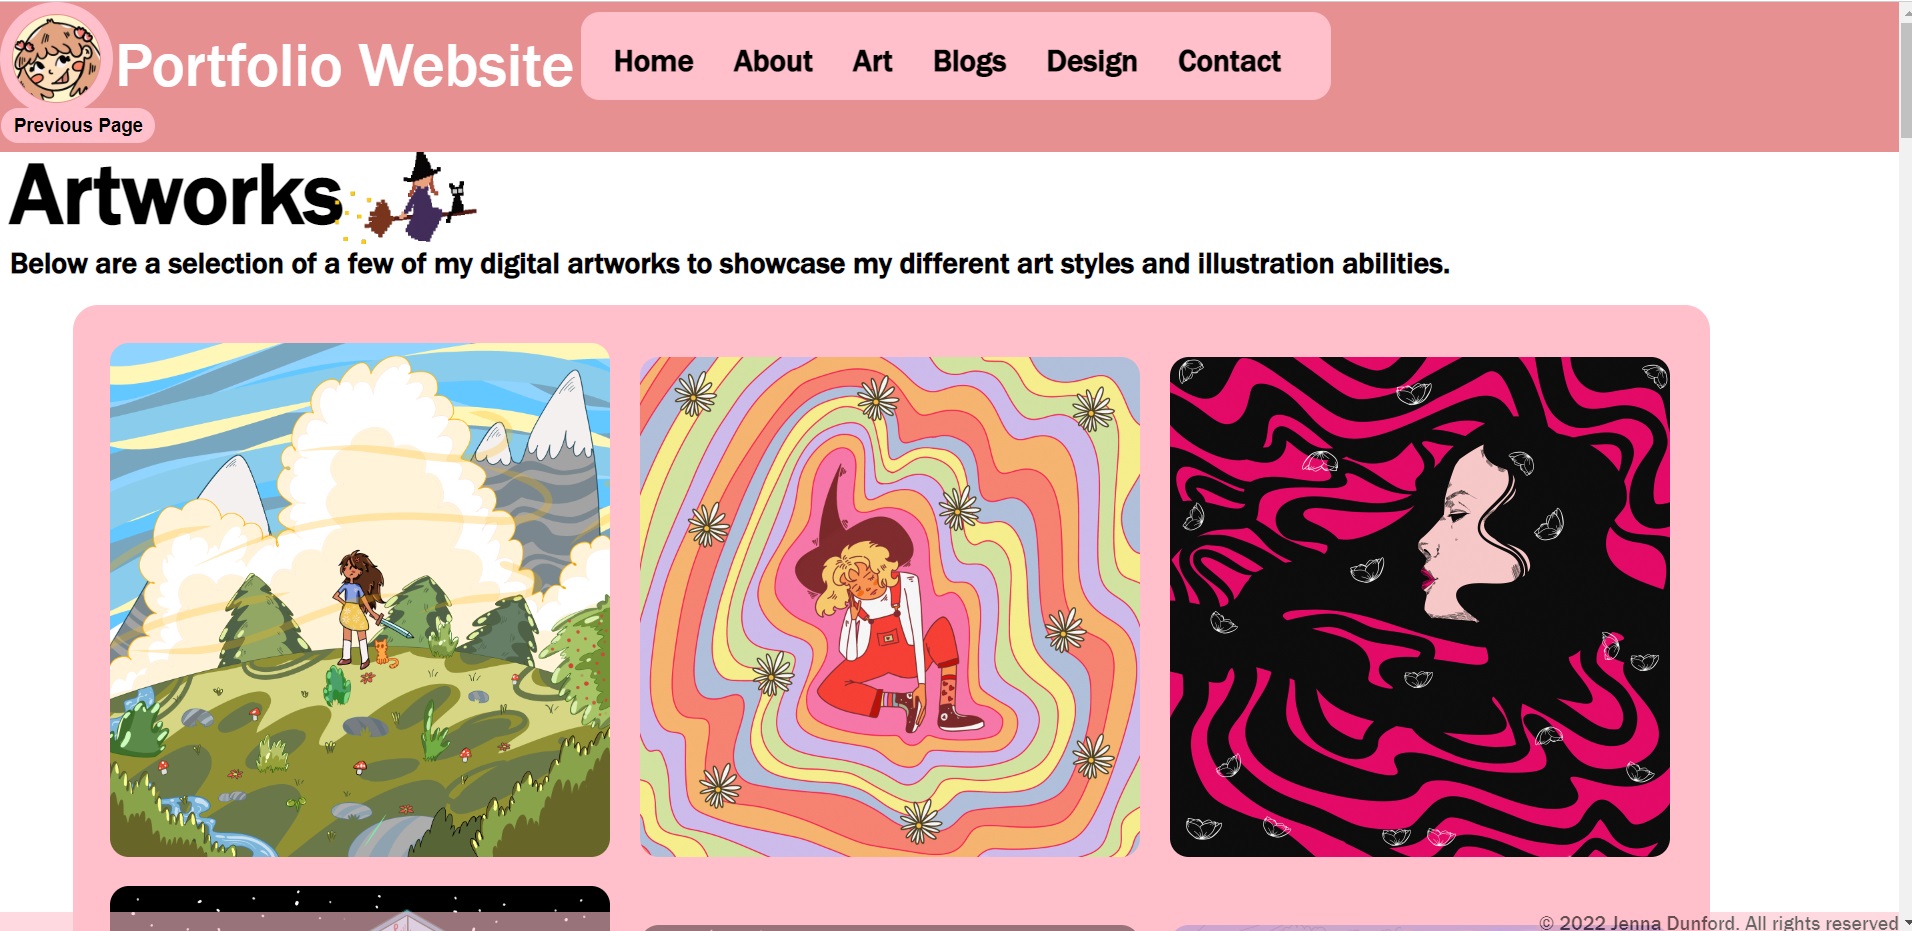 Portfolio Website
Home About Art Blogs Design Contact
Previous Page
Artworks
Below are a selection of a few of my digital artworks to showcase my different art styles and illustration abilities.
© 2022 Jenna Dunford. All rights reserved